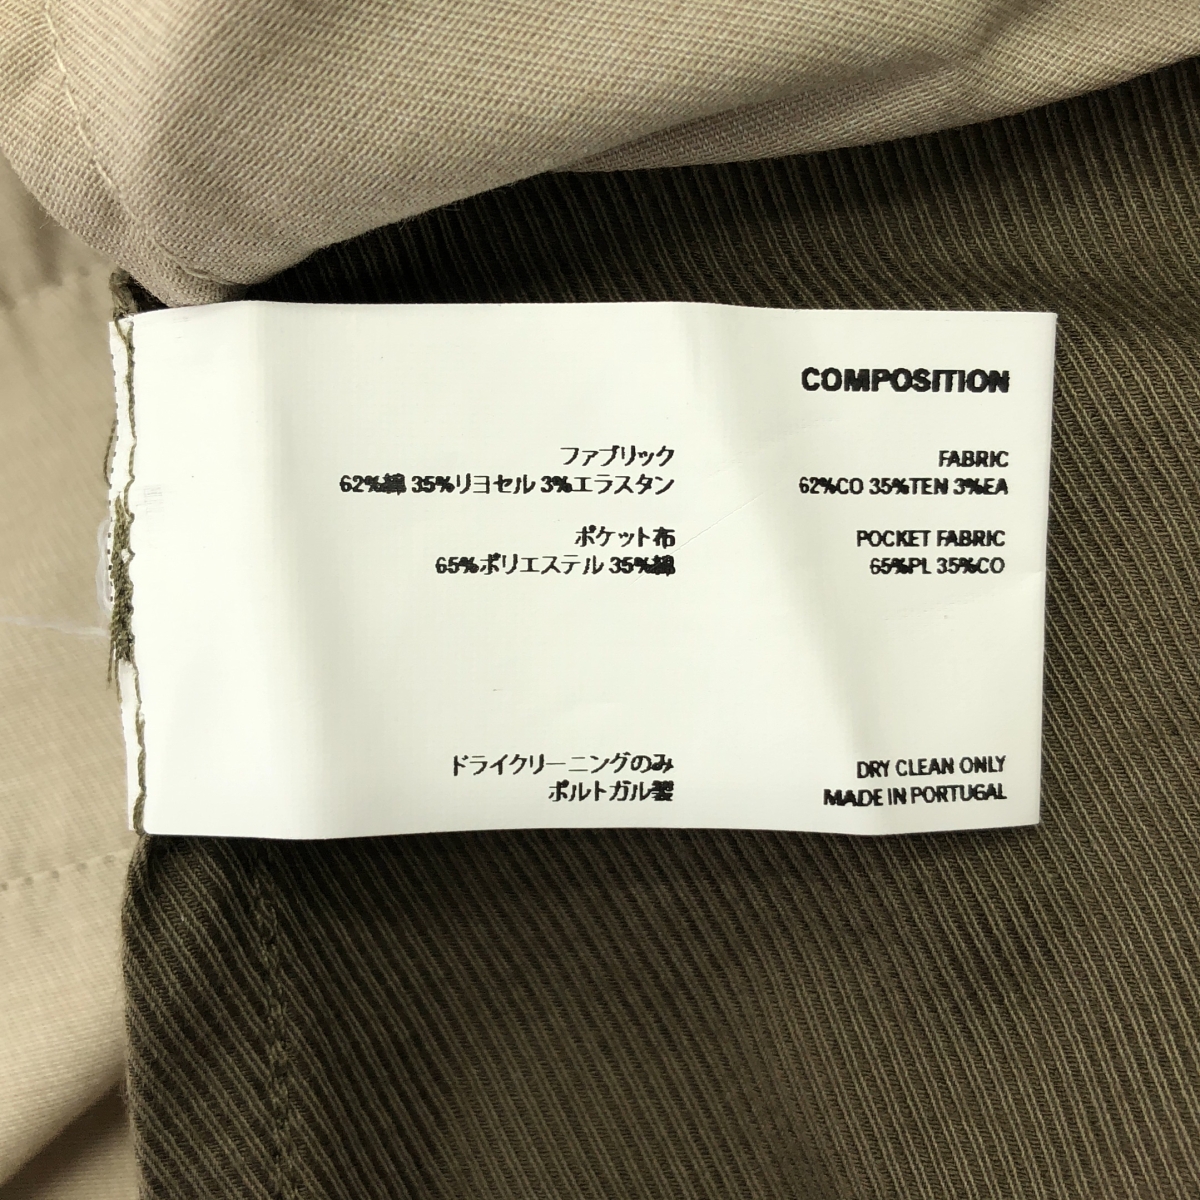 COMPOSITION
ファブリック
62%綿 35%リヨセル 3%エラスタン
ポケット布
65%ポリエステル 35%綿
ドライクリーニングのみ
ポルトガル製
FABRIC
62%CO 35%TEN 3%EA
POCKET FABRIC
65%PL 35%CO
DRY CLEAN ONLY
MADE IN PORTUGAL